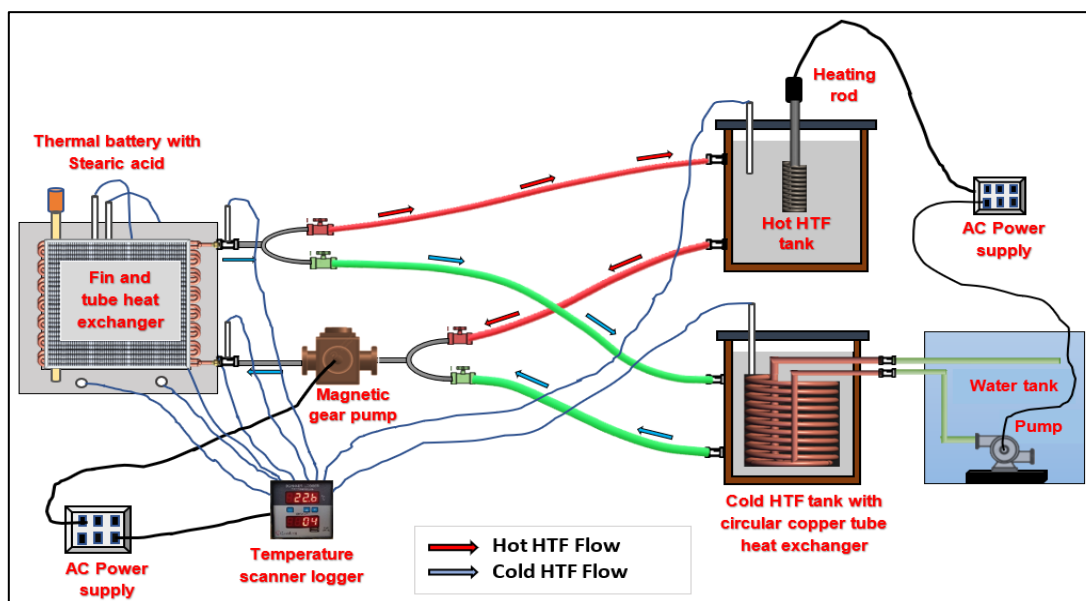 Heating
rod
Thermal battery with
Stearic acid
AC Power
supply
Hot HTF
tank
Fin and
tube heat
exchanger
Magnetic
gear pump
Water tank
Pump
22.6
04
Cold HTF tank with
circular copper tube
heat exchanger
Temperature
scanner logger
AC Power
supply
Hot HTF Flow
Cold HTF Flow